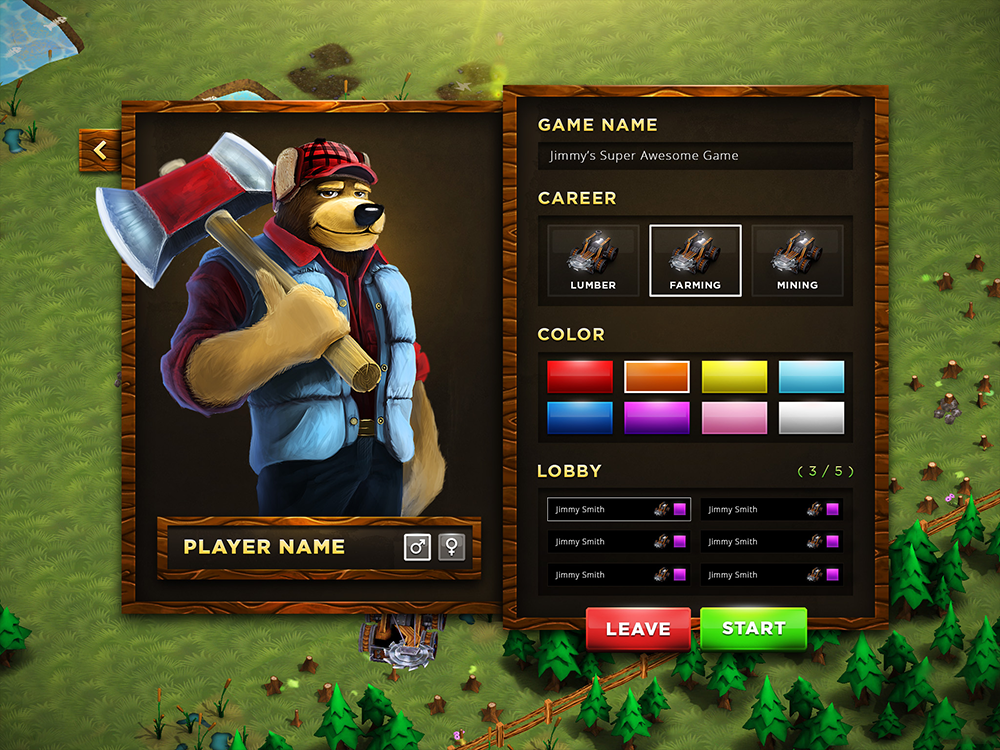 GAME NAME
Jimmy's Super Awesome Game
CAREER
LUMBER FARMING MINING
COLOR
LOBBY (3/5)
Jimmy Smith Jimmy Smith
Jimmy Smith Jimmy Smith
Jimmy Smith Jimmy Smith
PLAYER NAME
LEAVE START